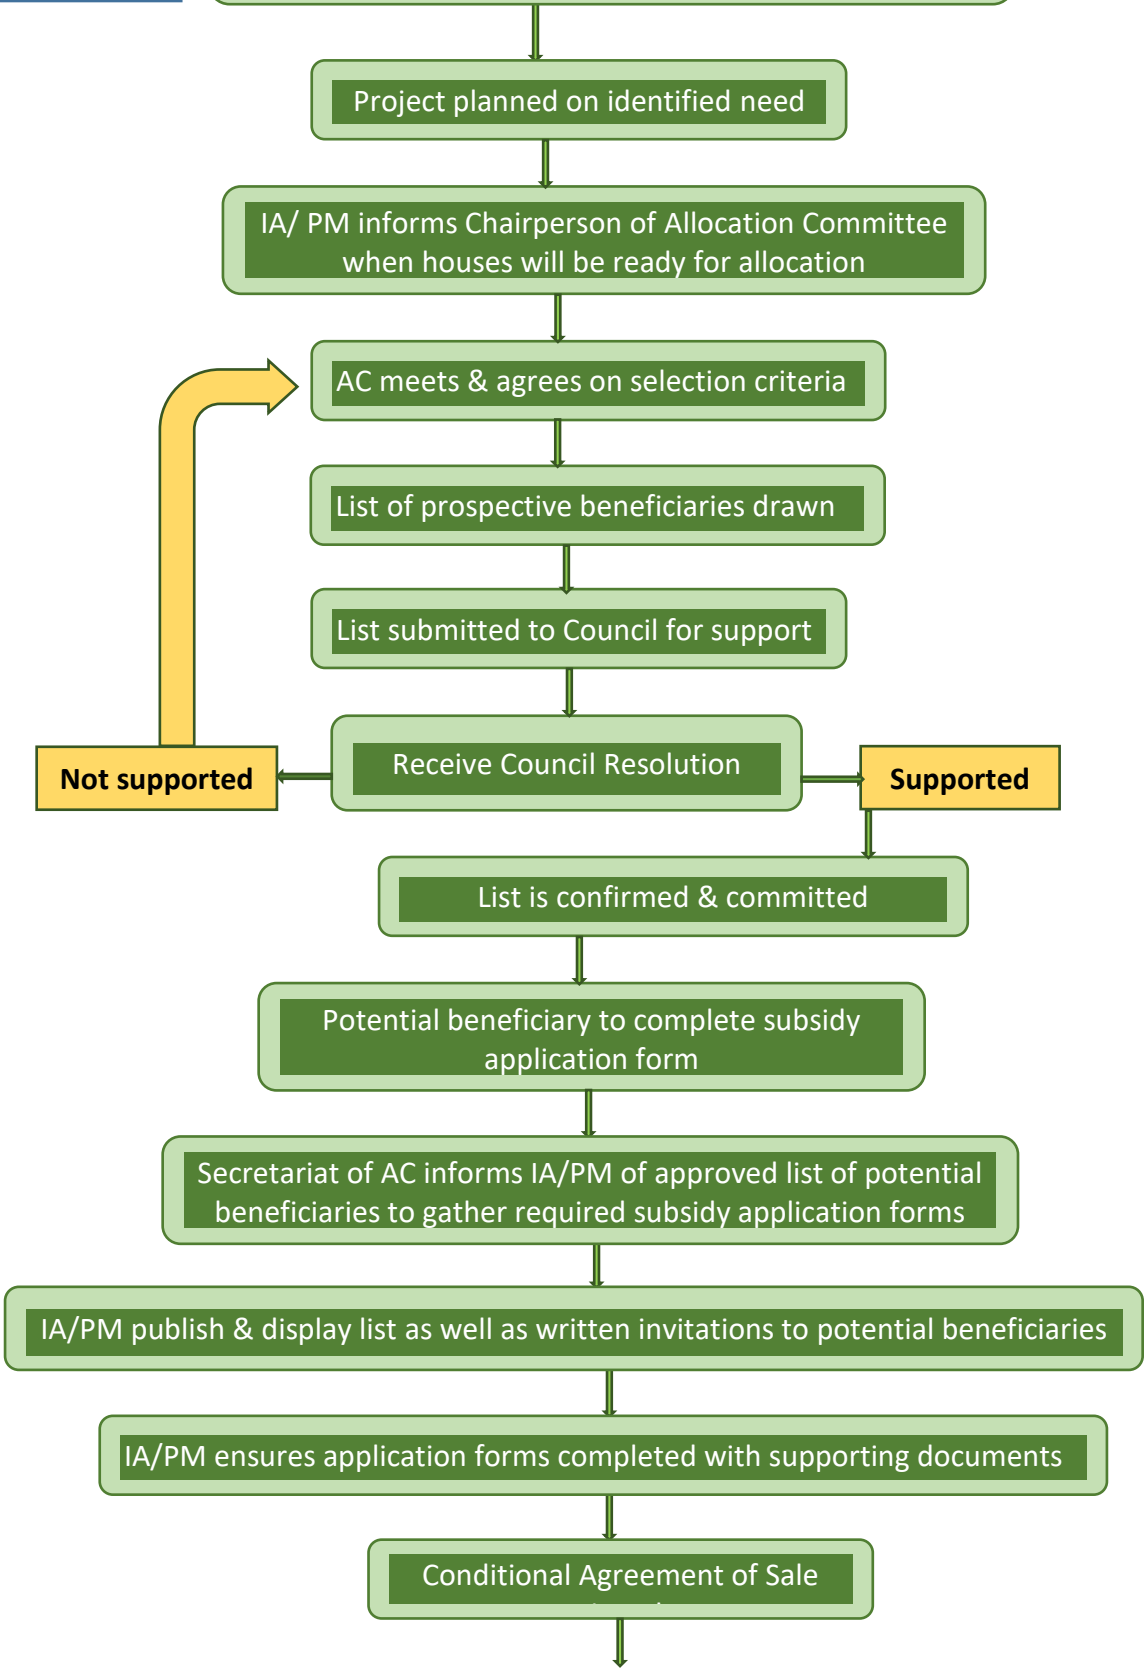 Project planned on identified need
IA/ PM informs Chairperson of Allocation Committee
when houses will be ready for allocation
AC meets & agrees on selection criteria
List of prospective beneficiaries drawn
List submitted to Council for support
Receive Council Resolution
Not supported
Supported
List is confirmed & committed
Potential beneficiary to complete subsidy
application form
Secretariat of AC informs IA/PM of approved list of potential
beneficiaries to gather required subsidy application forms
IA/PM publish & display list as well as written invitations to potential beneficiaries
IA/PM ensures application forms completed with supporting documents
Conditional Agreement of Sale